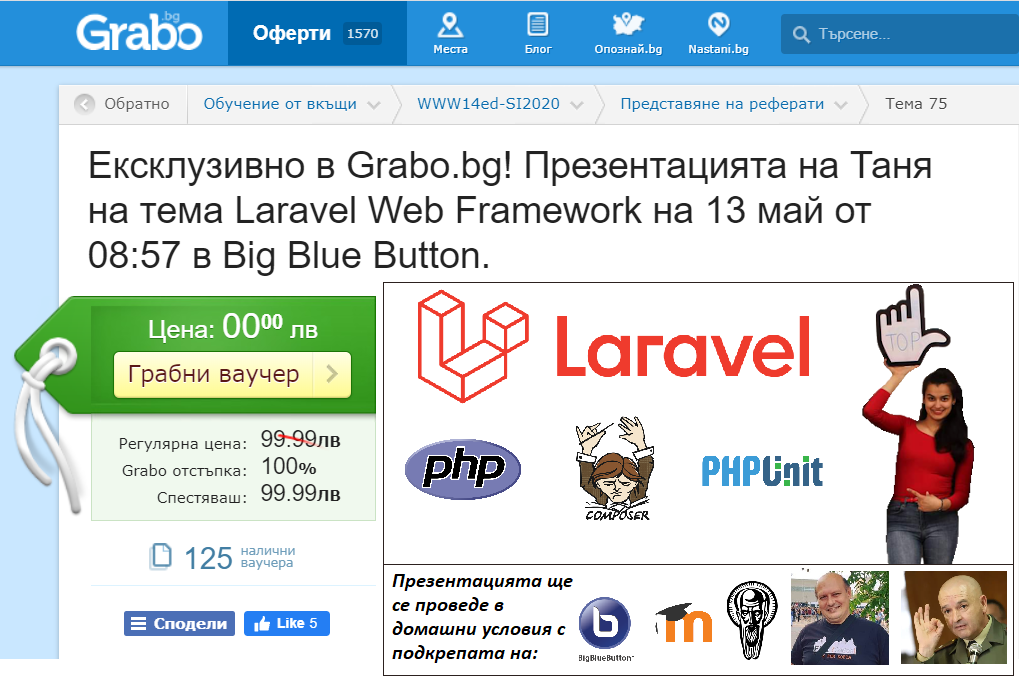 Grabo.bg
Оферти 1570
Места
Блог
Опознай.bg
Nastani.bg
Търсене...
Обратно
Обучение от вкъщи
WWW14ed-SI2020
Представяне на реферати
Тема 75
Ексклузивно в Grabo.bg! Презентацията на Таня
на тема Laravel Web Framework на 13 май от
08:57 в Big Blue Button.
Цена: 00⁰⁰ лв
Грабни ваучер
Регулярна цена: 99.99лв
Grabo отстъпка: 100%
Спестяваш: 99.99лв
125 налични
ваучера
Сподели
Like 5
Laravel
TOP
php
COMPOSER
PHPUnit
Презентацията ще
се проведе в
домашни условия с
подкрепата на:
b
BigBlueButton
m